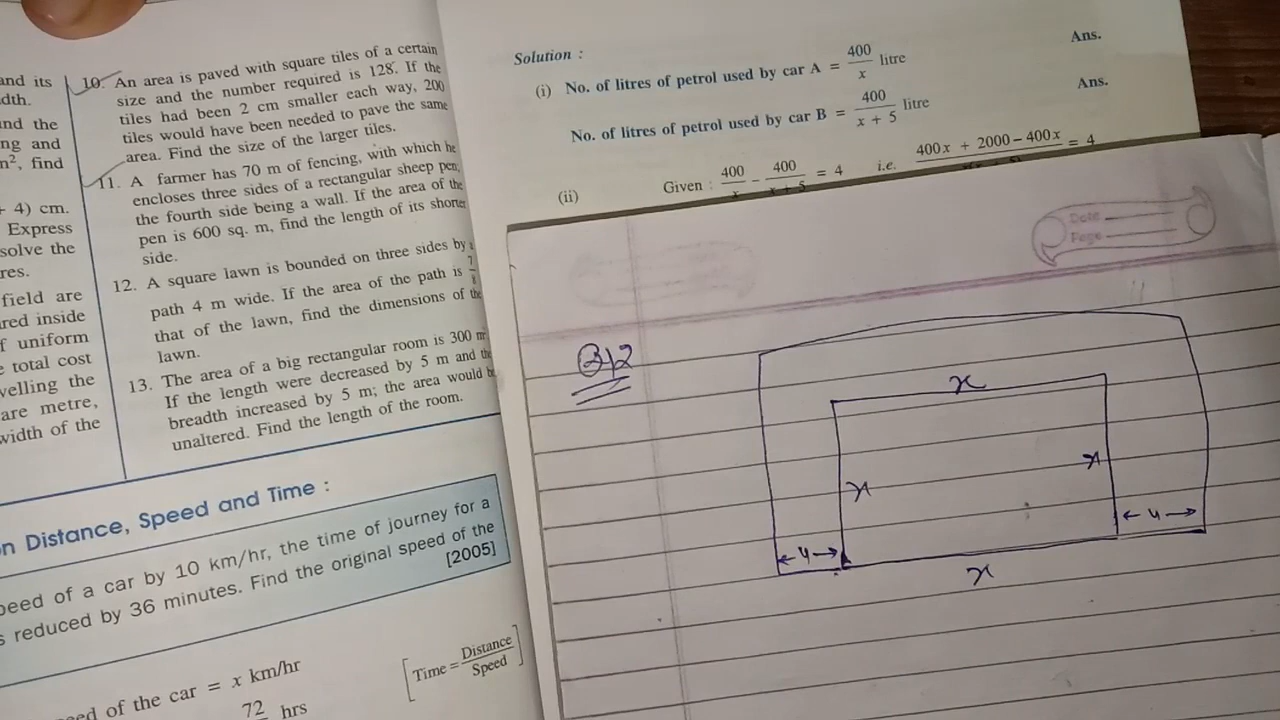 and its
dth.
nd the
ng and
m², find
+ 4) cm.
Express
solve the
res.
field are
red inside
f uniform
e total cost
velling the
are metre,
width of the
10. An area is paved with square tiles of a certain
size and the number required is 128. If the
tiles had been 2 cm smaller each way, 200
tiles would have been needed to pave the same
area. Find the size of the larger tiles.
11. A farmer has 70 m of fencing, with which he
encloses three sides of a rectangular sheep pen,
the fourth side being a wall. If the area of the
pen is 600 sq. m, find the length of its shorter
side.
12. A square lawn is bounded on three sides by a
path 4 m wide. If the area of the path is 7/8
that of the lawn, find the dimensions of the
lawn.
13. The area of a big rectangular room is 300 m
If the length were decreased by 5 m and the
breadth increased by 5 m; the area would be
unaltered. Find the length of the room.
n Distance, Speed and Time :
peed of a car by 10 km/hr, the time of journey for a
s reduced by 36 minutes. Find the original speed of the
[2005]
eed of the car = x km/hr
[Time = Distance/Speed]
72 hrs
Solution :
(i) No. of litres of petrol used by car A = 400/x litre Ans.
No. of litres of petrol used by car B = 400/x + 5 litre Ans.
(ii) Given : 400/x - 400/x + 5 = 4 i.e. 400x + 2000 – 400x = 4
Date
Page
Q12
x
x
x
4
4
x